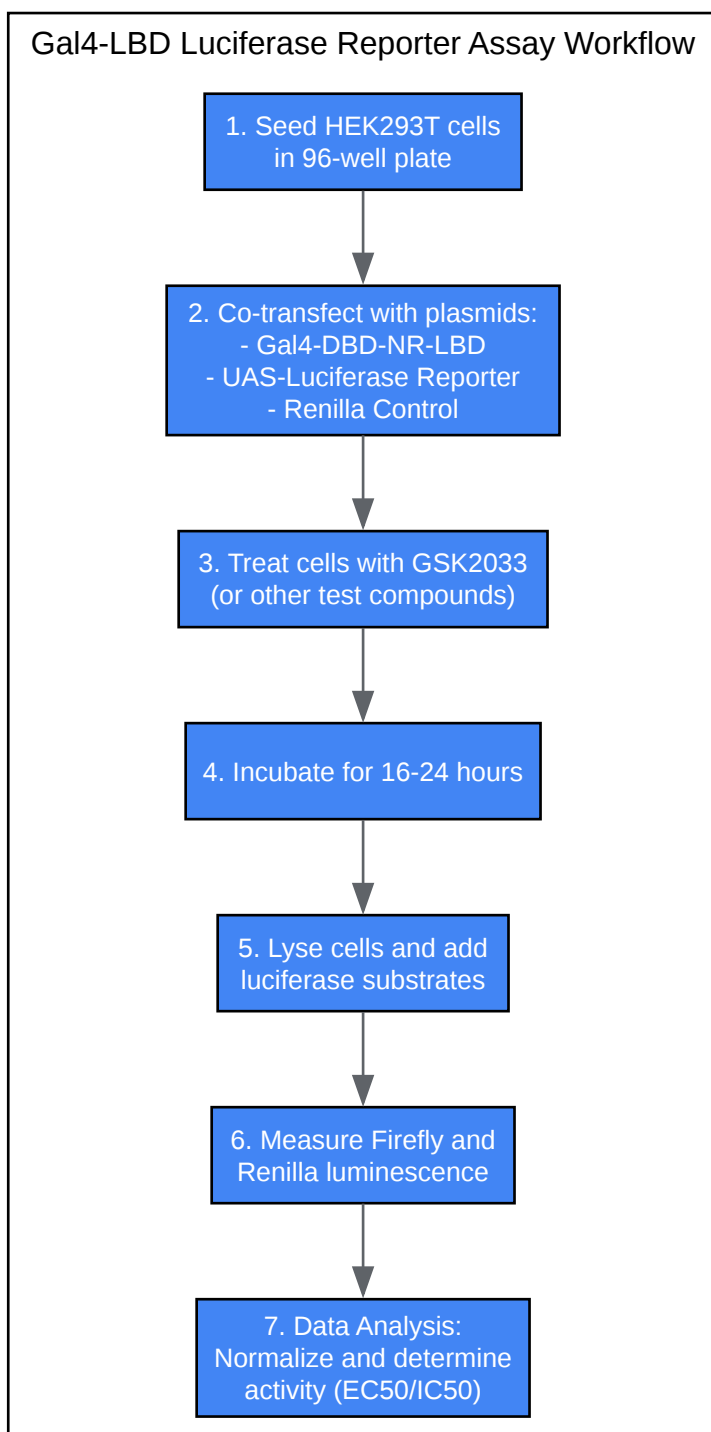 Gal4-LBD Luciferase Reporter Assay Workflow
1. Seed HEK293T cells
in 96-well plate
2. Co-transfect with plasmids:
- Gal4-DBD-NR-LBD
- UAS-Luciferase Reporter
- Renilla Control
3. Treat cells with GSK2033
(or other test compounds)
4. Incubate for 16-24 hours
5. Lyse cells and add
luciferase substrates
6. Measure Firefly and
Renilla luminescence
7. Data Analysis:
Normalize and determine
activity (EC50/IC50)